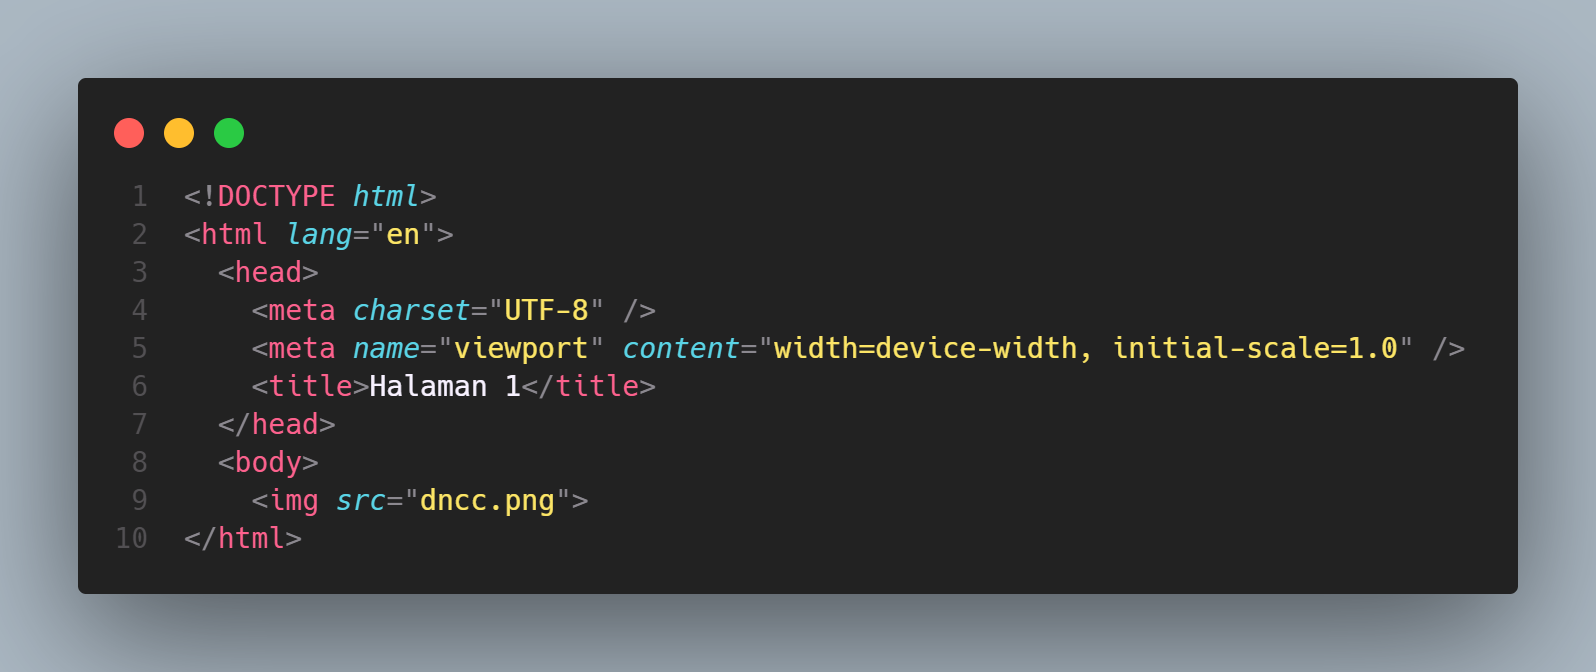 1 <!DOCTYPE html>
2 <html lang="en">
3   <head>
4     <meta charset="UTF-8" />
5     <meta name="viewport" content="width=device-width, initial-scale=1.0" />
6     <title>Halaman 1</title>
7   </head>
8   <body>
9     <img src="dncc.png">
10 </html>